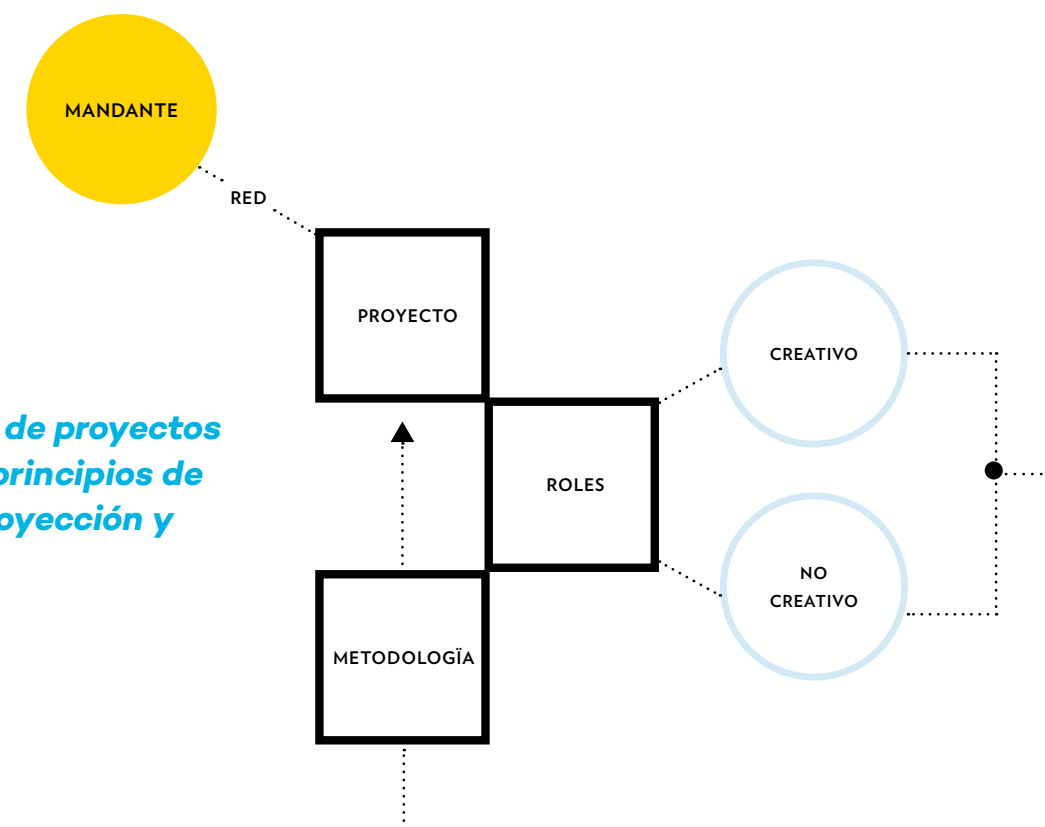 MANDANTE
RED
PROYECTO
CREATIVO
de proyectos
principios de
ROLES
oyección y
NO
CREATIVO
METODOLOGÏA